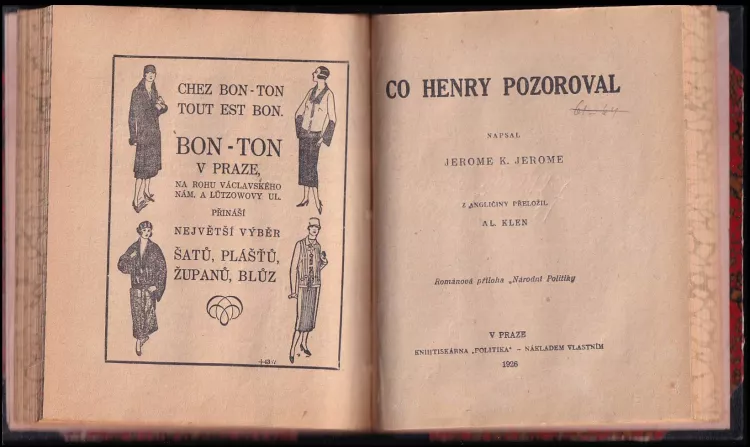 CHEZ BON-TON
TOUT EST BON.
BON-TON
V PRAZE,
NA ROHU VÁCLAVSKÉHO
NÁM. A LÜTZOWOVY UL.
PŘINÁŠÍ
NEJVĚTŠÍ VÝBĚR
ŠATŮ, PLÁŠŤŮ,
ŽUPANŮ, BLŮZ
CO HENRY POZOROVAL
NAPSAL
JEROME K. JEROME
Z ANGLIČINY PŘELOŽIL
AL. KLEN
Románová příloha „Národní Politiky
V PRAZE
KNIHTISKÁRNA „POLITIKA“ – NÁKLADEM VLASTNÍM
1926